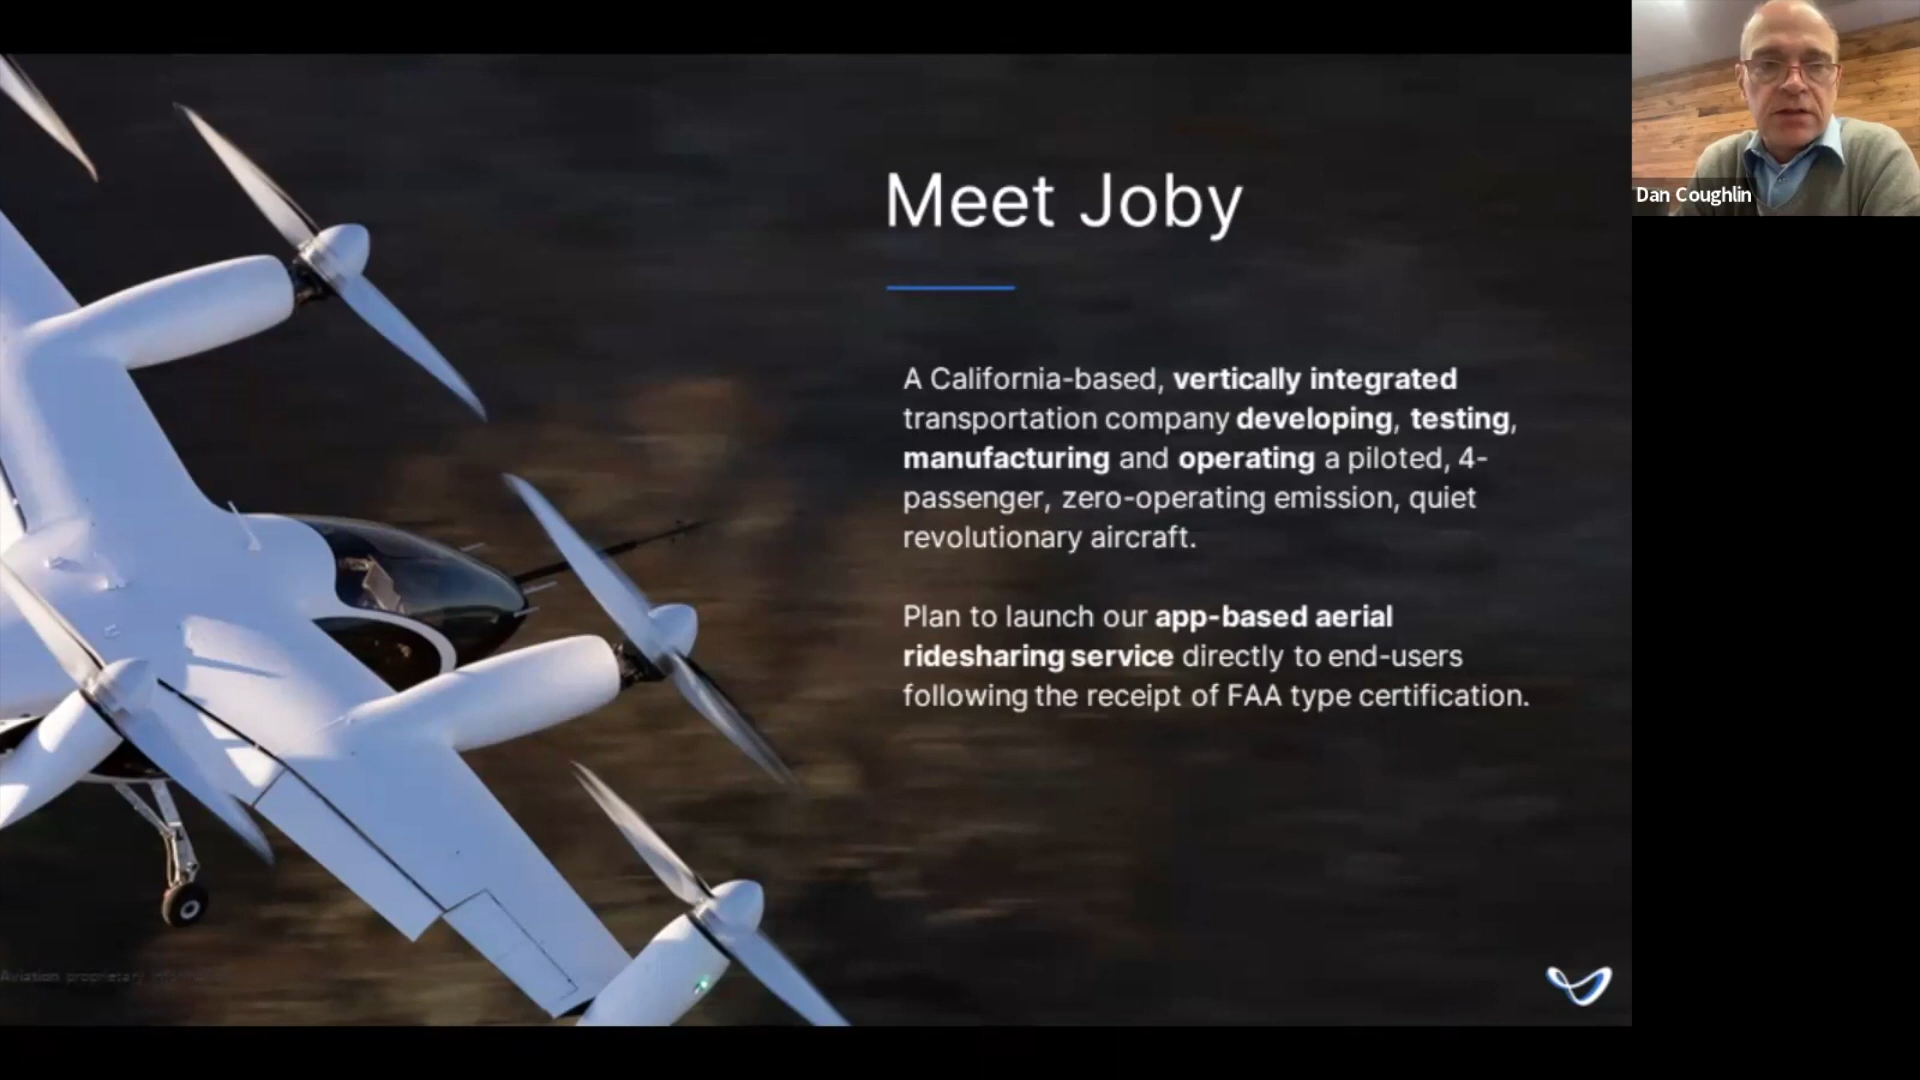 Meet Joby
A California-based, vertically integrated
transportation company developing, testing,
manufacturing and operating a piloted, 4-
passenger, zero-operating emission, quiet
revolutionary aircraft.
Plan to launch our app-based aerial
ridesharing service directly to end-users
following the receipt of FAA type certification.
Aviation proprietary
Dan Coughlin